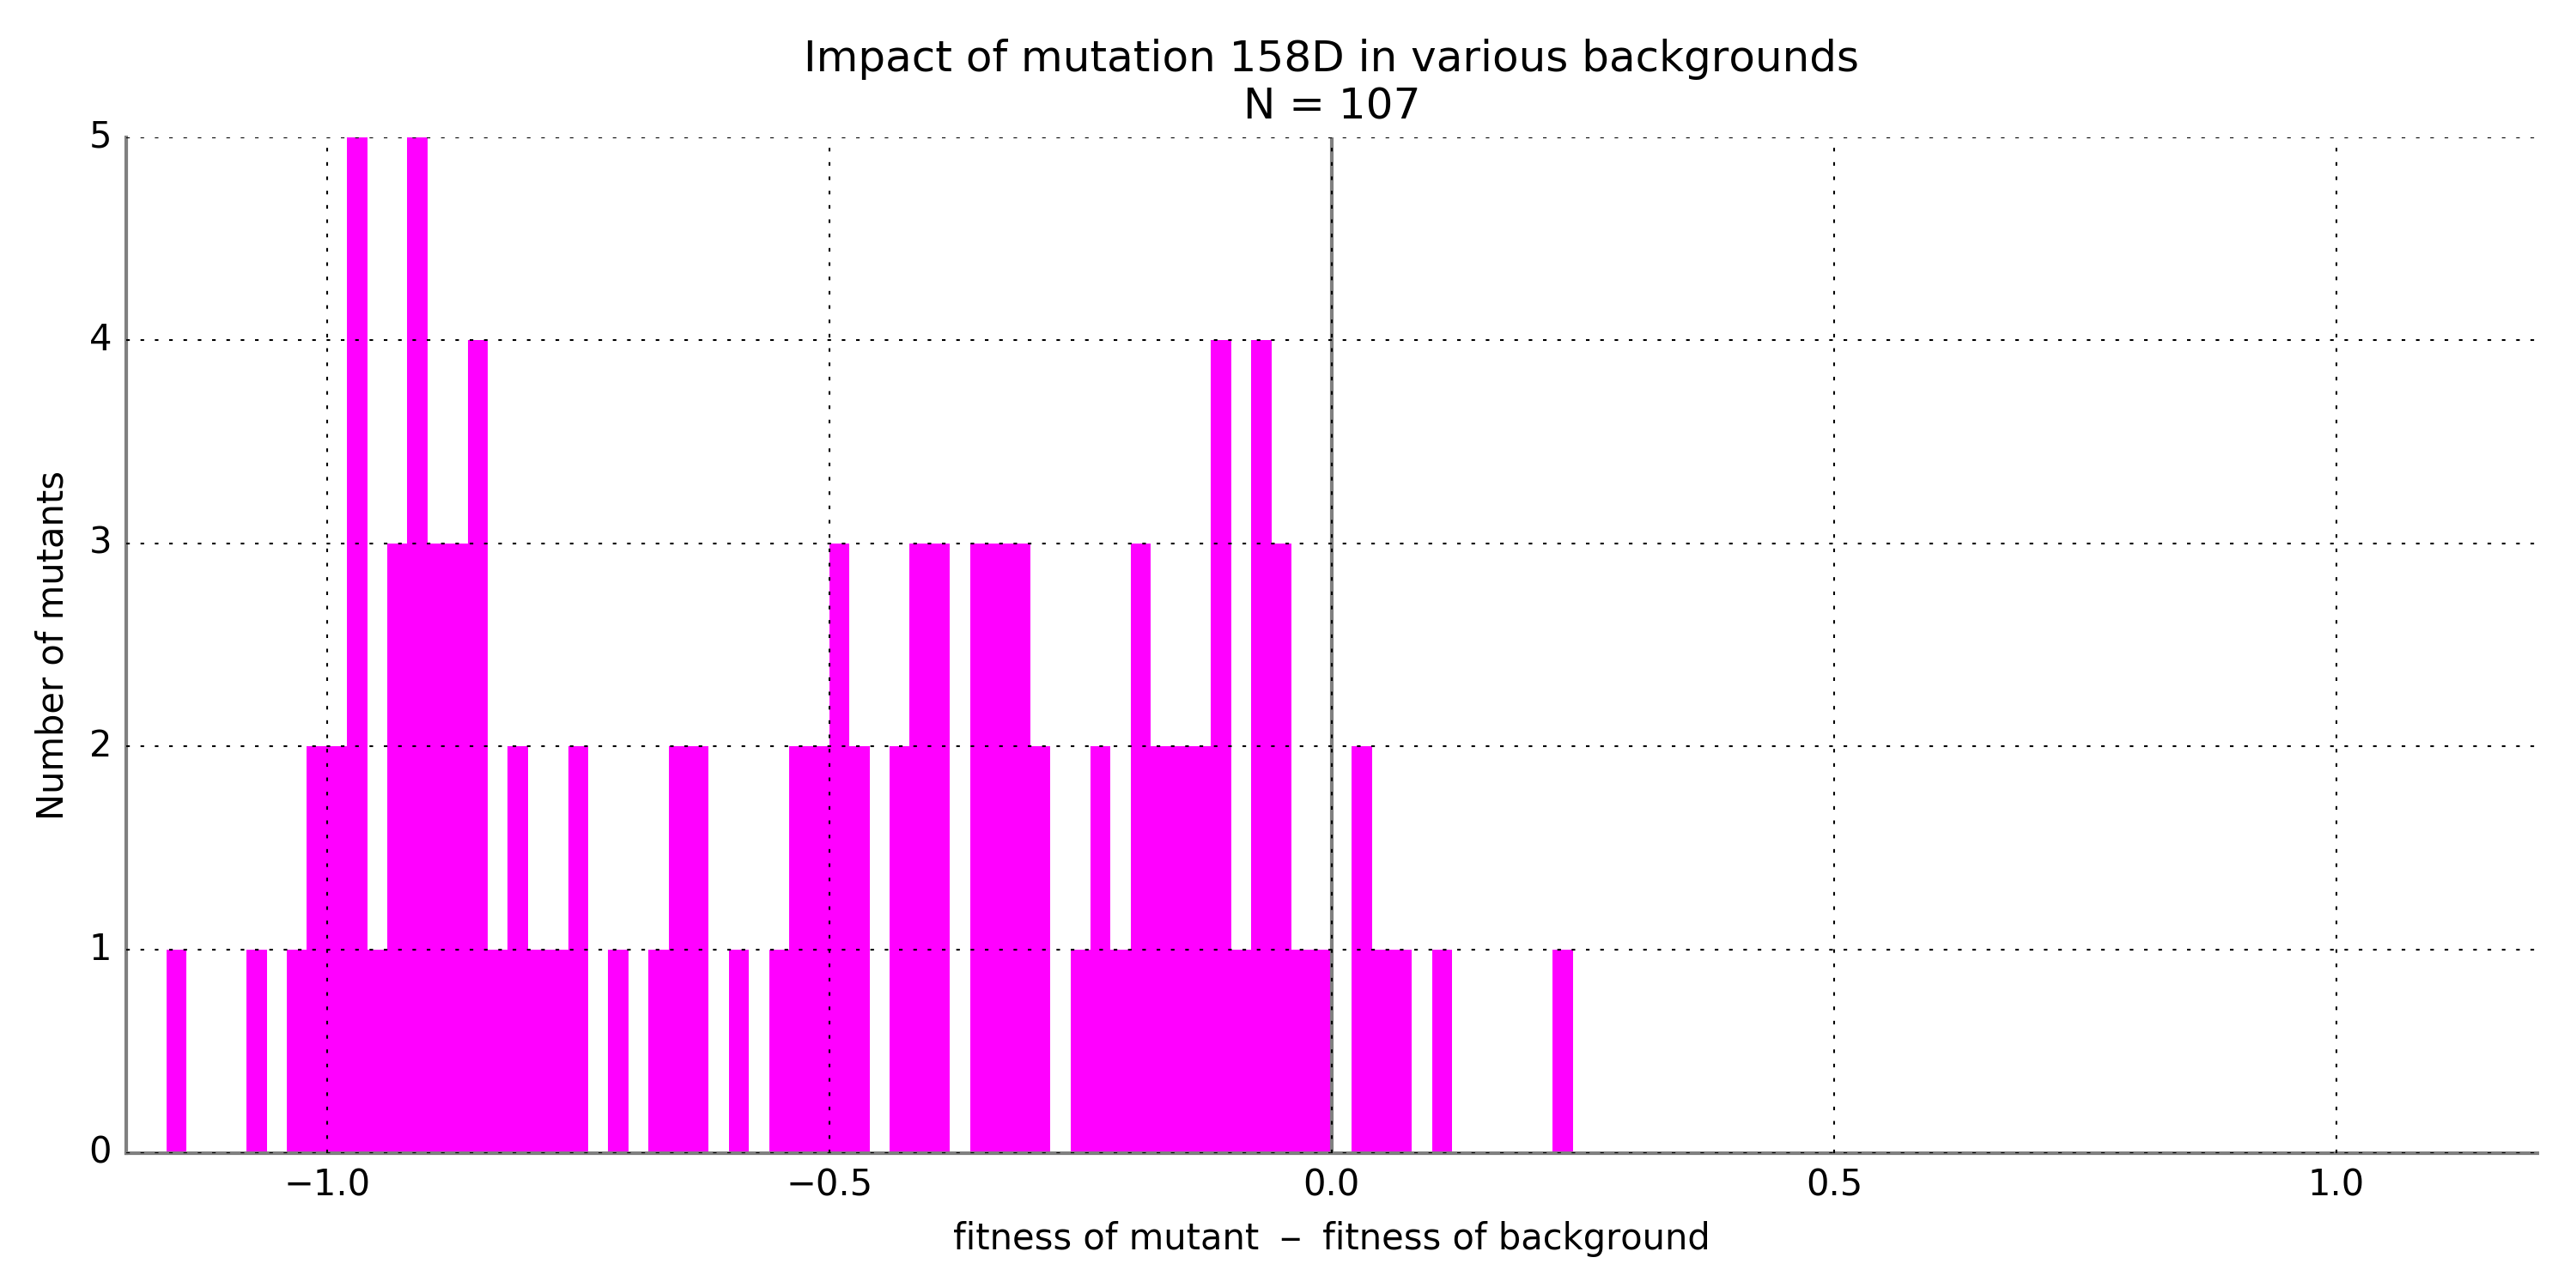 Impact of mutation 158D in various backgrounds
N = 107
5
4
3
2
1
0
Number of mutants
−1.0 −0.5 0.0 0.5 1.0
fitness of mutant – fitness of background